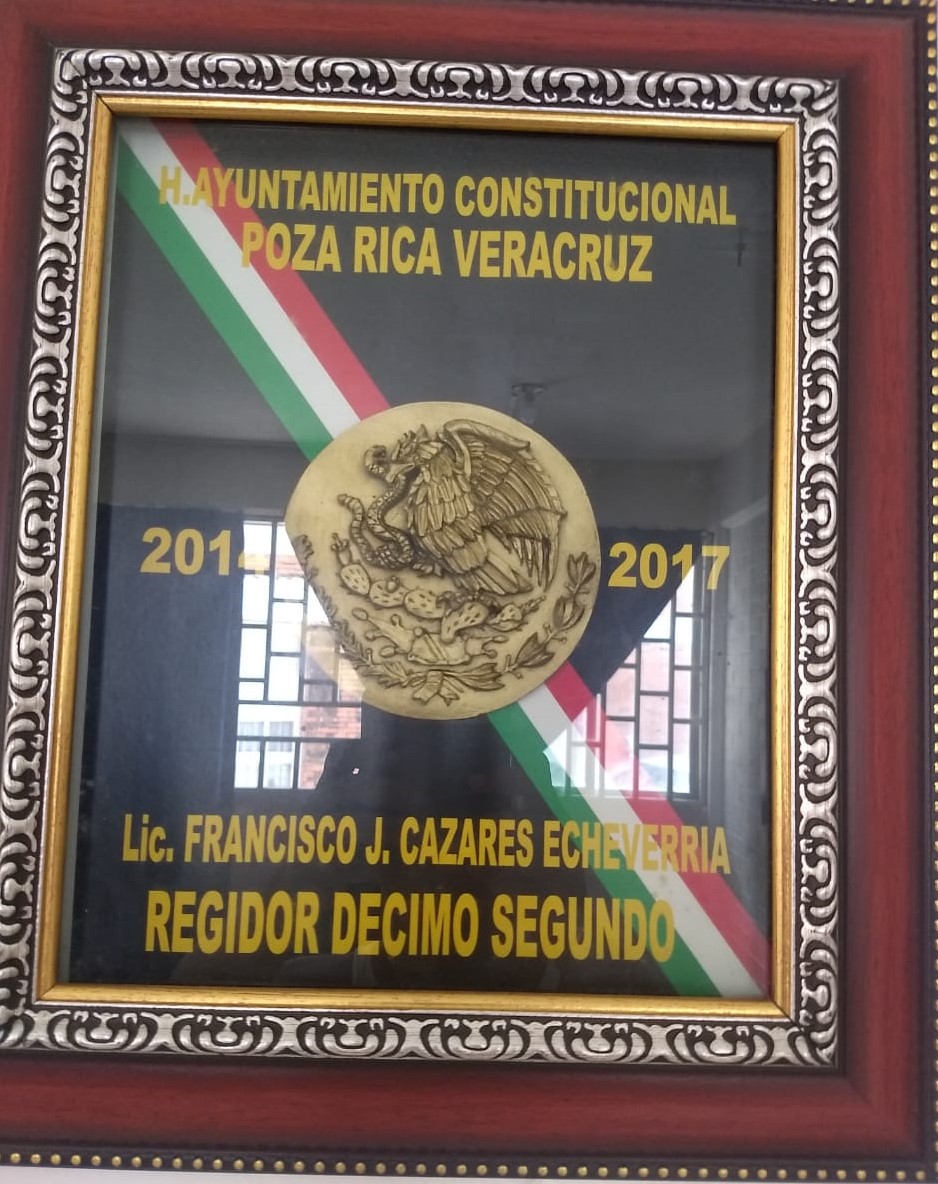 H. AYUNTAMIENTO CONSTITUCIONAL
POZA RICA VERACRUZ
2014 2017
Lic. FRANCISCO J. CAZARES ECHEVERRIA
REGIDOR DECIMO SEGUNDO